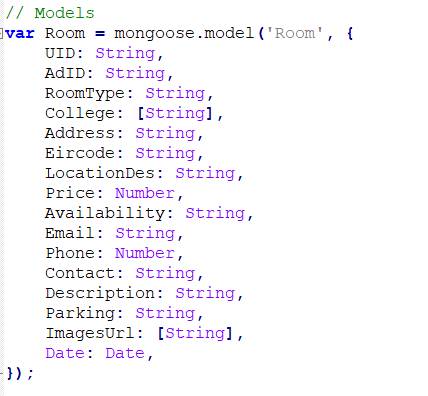 // Models
var Room = mongoose.model('Room', {
    UID: String,
    AdID: String,
    RoomType: String,
    College: [String],
    Address: String,
    Eircode: String,
    LocationDes: String,
    Price: Number,
    Availability: String,
    Email: String,
    Phone: Number,
    Contact: String,
    Description: String,
    Parking: String,
    ImagesUrl: [String],
    Date: Date,
});